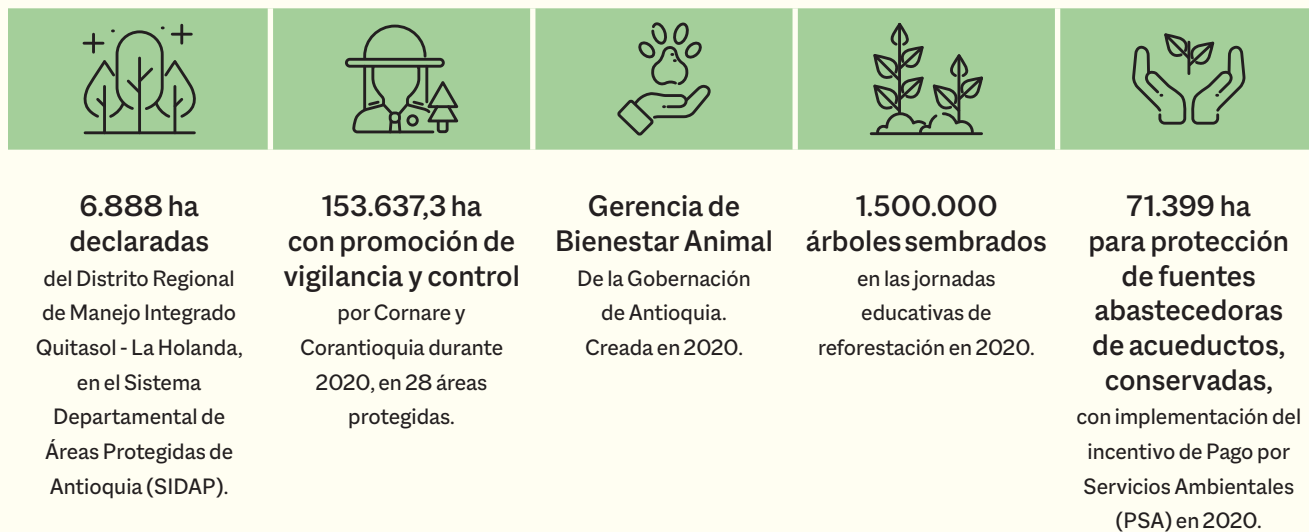 6.888 ha
declaradas
del Distrito Regional
de Manejo Integrado
Quitasol - La Holanda,
en el Sistema
Departamental de
Áreas Protegidas de
Antioquia (SIDAP).
153.637,3 ha
con promoción de
vigilancia y control
por Cornare y
Corantioquia durante
2020, en 28 áreas
protegidas.
Gerencia de
Bienestar Animal
De la Gobernación
de Antioquia.
Creada en 2020.
1.500.000
árboles sembrados
en las jornadas
educativas de
reforestación en 2020.
71.399 ha
para protección
de fuentes
abastecedoras
de acueductos,
conservadas,
con implementación del
incentivo de Pago por
Servicios Ambientales
(PSA) en 2020.